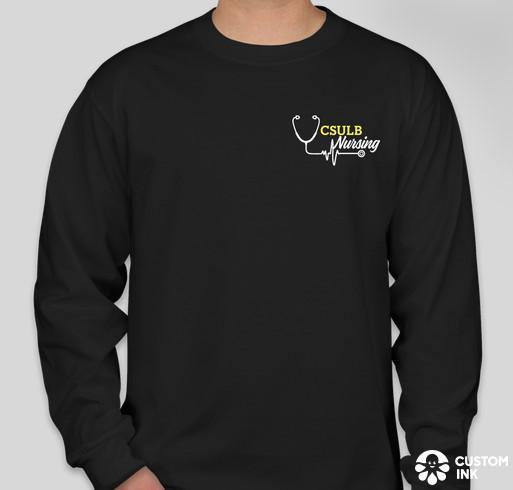 CSULB
Nursing
CUSTOM
INK